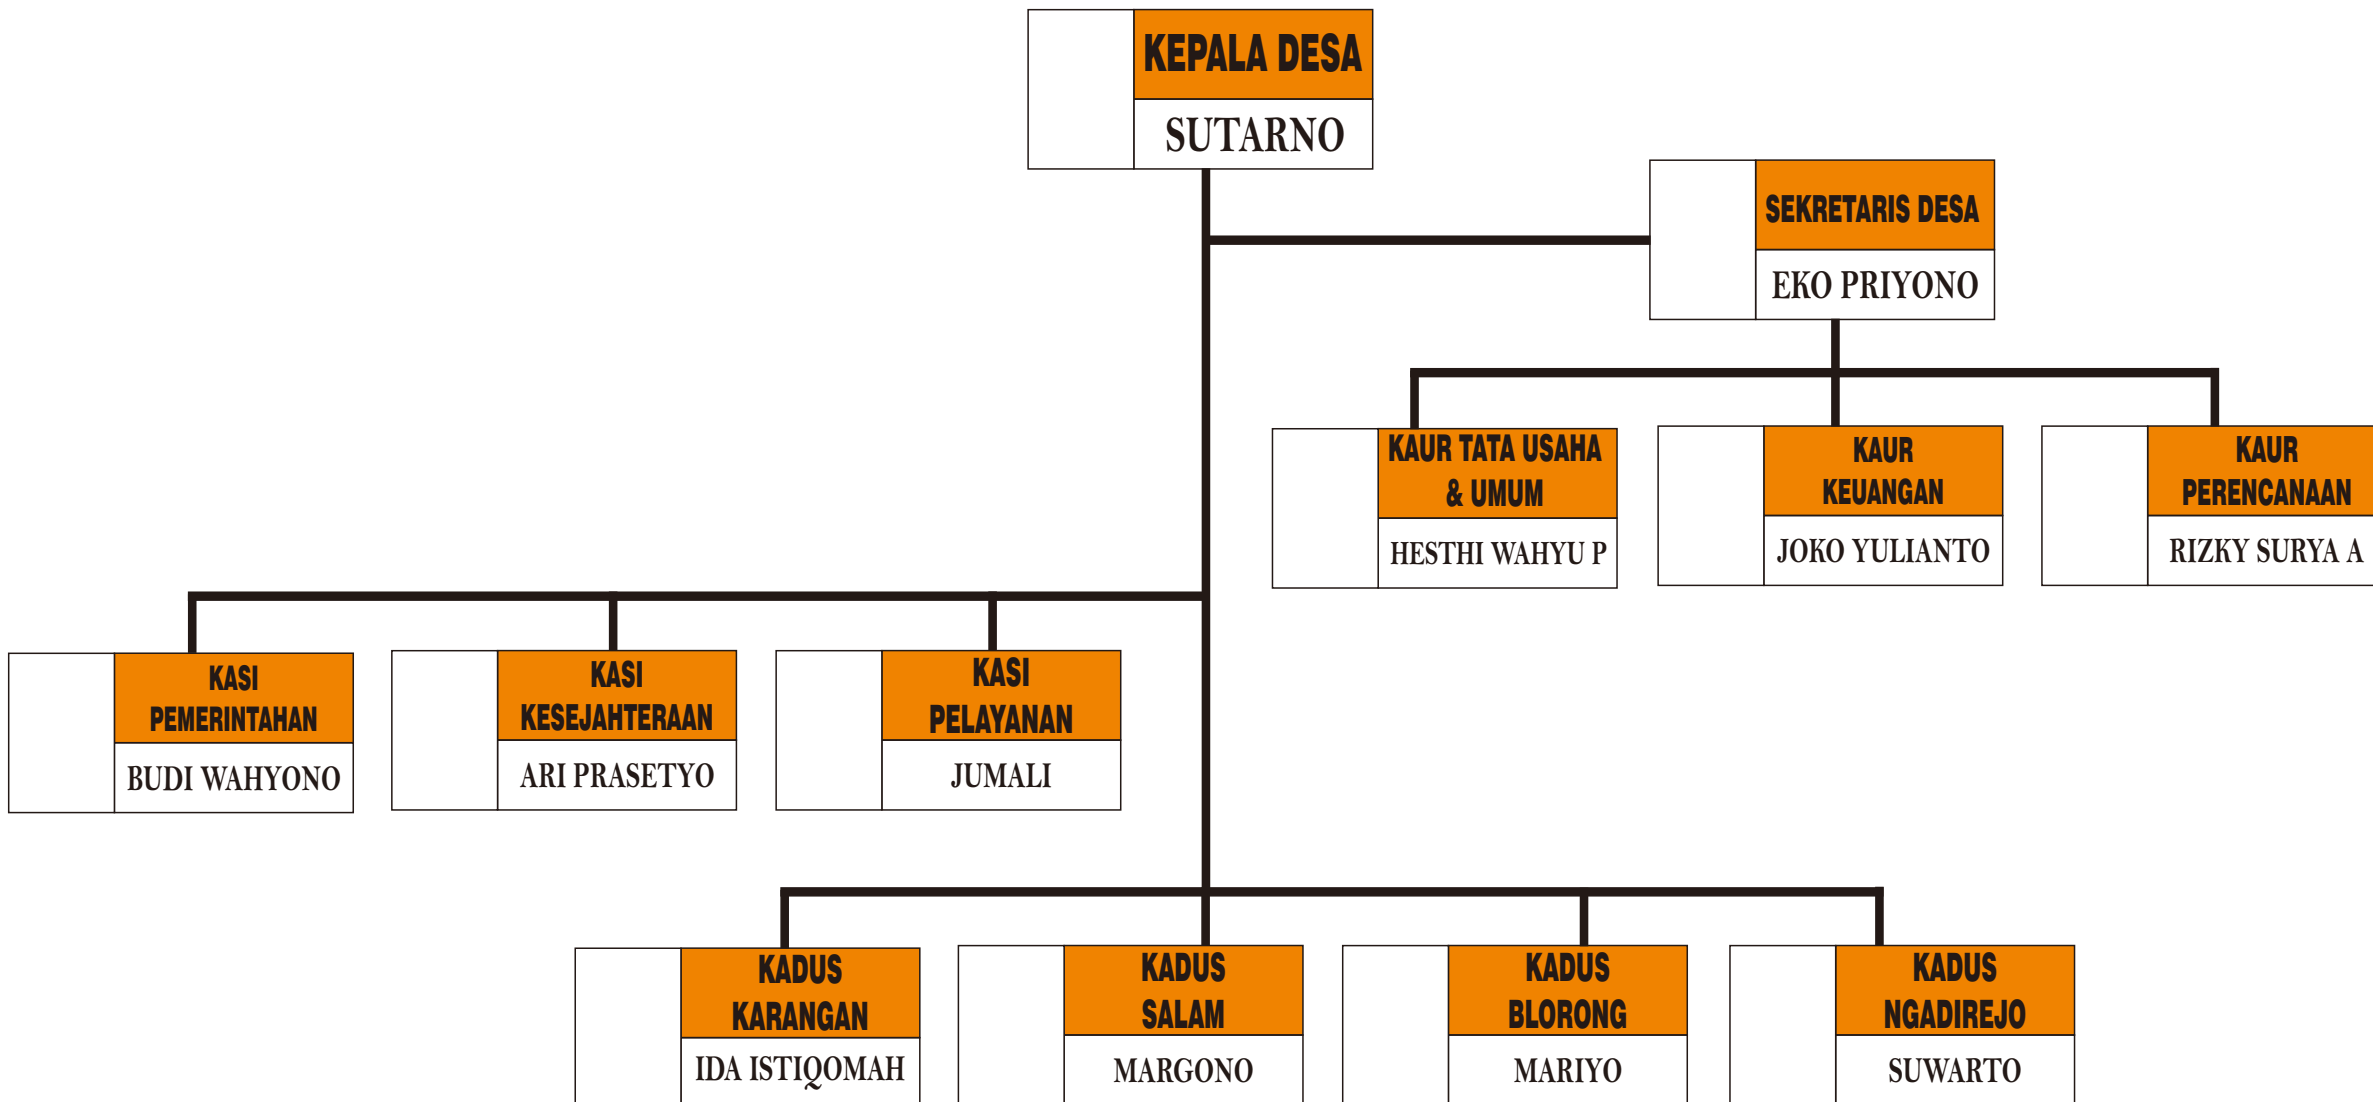 KEPALA DESA
SUTARNO
SEKRETARIS DESA
EKO PRIYONO
KAUR TATA USAHA
& UMUM
HESTHI WAHYU P
KAUR
KEUANGAN
JOKO YULIANTO
KAUR
PERENCANAAN
RIZKY SURYA A
KASI
PEMERINTAHAN
BUDI WAHYONO
KASI
KESEJAHTERAAN
ARI PRASETYO
KASI
PELAYANAN
JUMALI
KADUS
KARANGAN
IDA ISTIQOMAH
KADUS
SALAM
MARGONO
KADUS
BLORONG
MARIYO
KADUS
NGADIREJO
SUWARTO